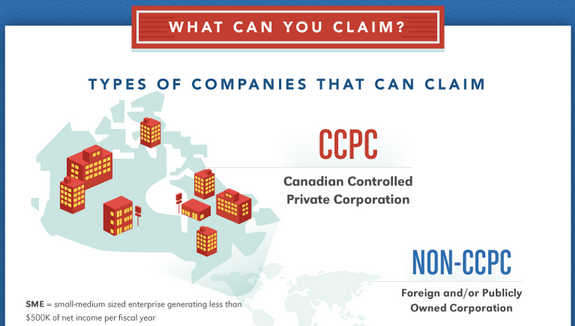 WHAT CAN YOU CLAIM?
TYPES OF COMPANIES THAT CAN CLAIM
CCPC
Canadian Controlled
Private Corporation
NON-CCPC
Foreign and/or Publicly
Owned Corporation
SME = small-medium sized enterprise generating less than
$500K of net income per fiscal year